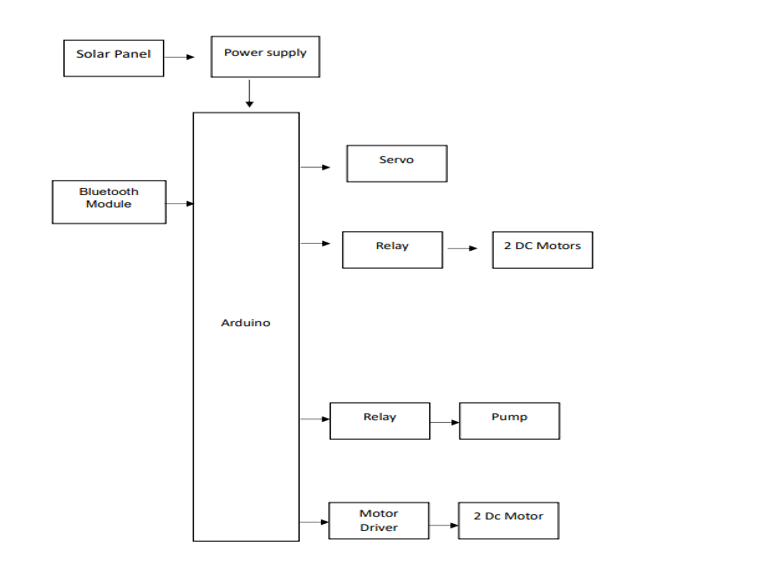 Solar Panel
Power supply
Servo
Bluetooth
Module
Relay
2 DC Motors
Arduino
Relay
Pump
Motor
Driver
2 Dc Motor